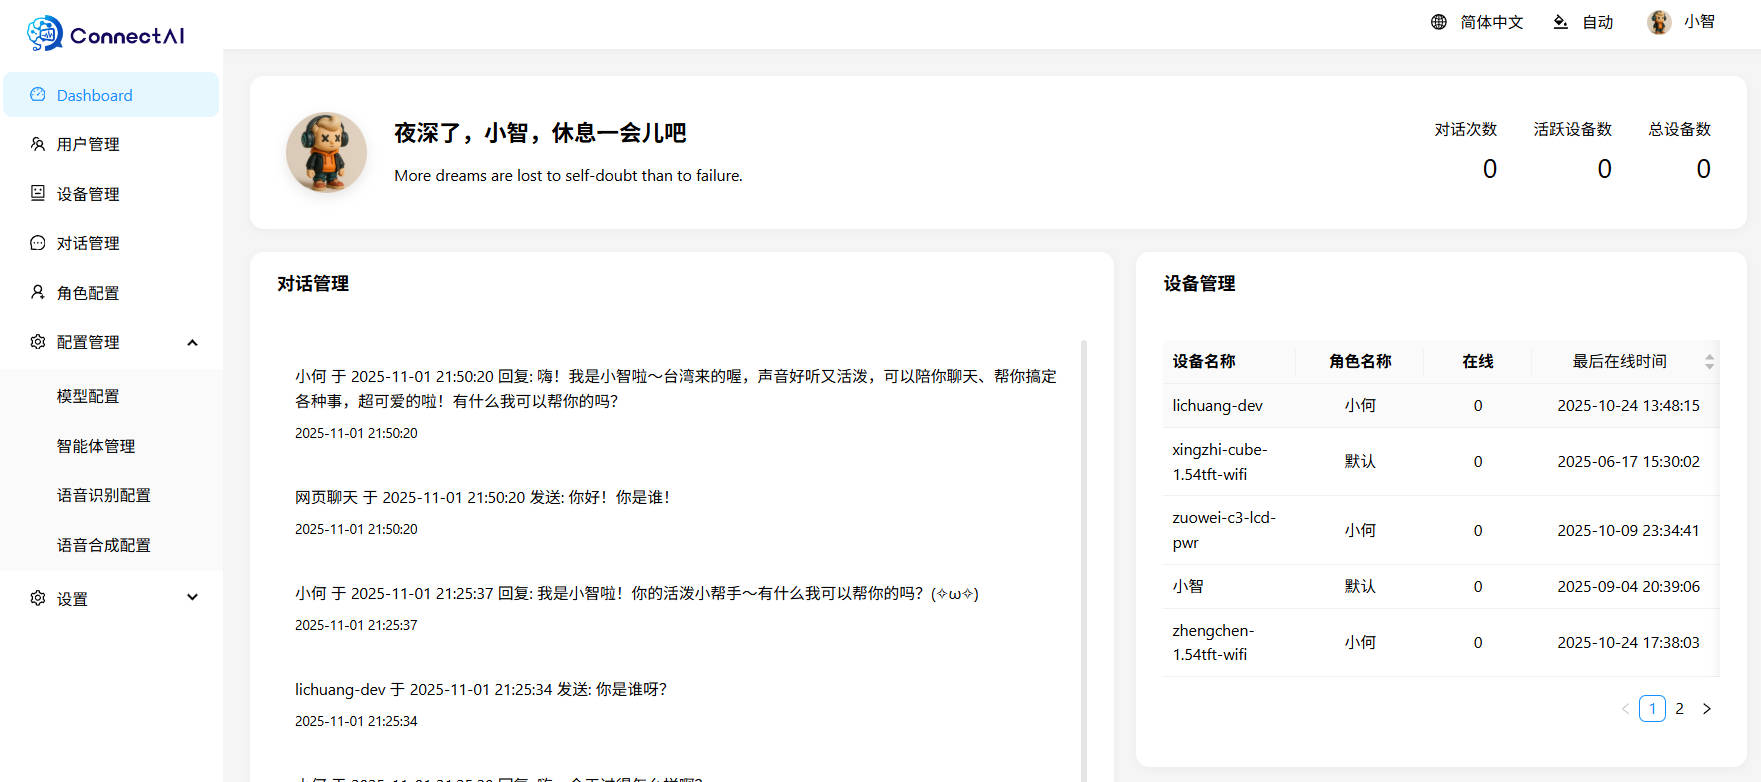 ConnectAI
简体中文
自动
小智
Dashboard
用户管理
设备管理
对话管理
角色配置
配置管理
模型配置
智能体管理
语音识别配置
语音合成配置
设置
夜深了，小智，休息一会儿吧
More dreams are lost to self-doubt than to failure.
对话次数 活跃设备数 总设备数
0 0 0
对话管理
小何 于 2025-11-01 21:50:20 回复: 嗨！我是小智啦～台湾来的喔，声音好听又活泼，可以陪你聊天、帮你搞定
各种事，超可爱的啦！有什么我可以帮你的吗？
2025-11-01 21:50:20
网页聊天 于 2025-11-01 21:50:20 发送: 你好！你是谁！
2025-11-01 21:50:20
小何 于 2025-11-01 21:25:37 回复: 我是小智啦！你的活泼小帮手～有什么我可以帮你的吗？(✧ω✧)
2025-11-01 21:25:37
lichuang-dev 于 2025-11-01 21:25:34 发送: 你是谁呀？
2025-11-01 21:25:34
设备管理
设备名称 角色名称 在线 最后在线时间
lichuang-dev 小何 0 2025-10-24 13:48:15
xingzhi-cube-
1.54tft-wifi 默认 0 2025-06-17 15:30:02
zuowei-c3-lcd-
pwr 小何 0 2025-10-09 23:34:41
小智 默认 0 2025-09-04 20:39:06
zhengchen-
1.54tft-wifi 小何 0 2025-10-24 17:38:03
1 2